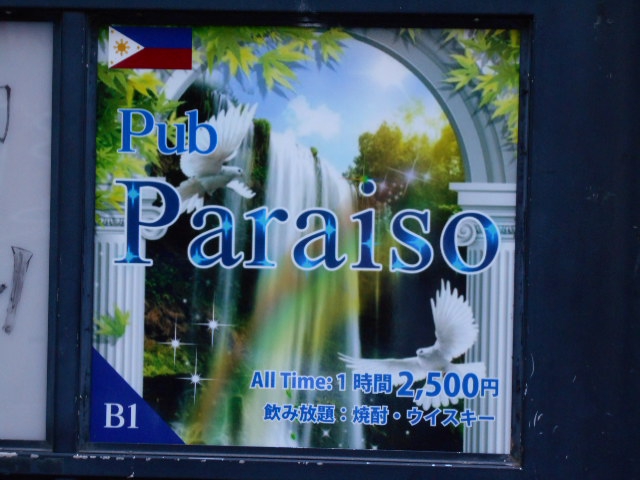 Pub
Paraiso
All Time: 1 時間 2,500円
飲み放題：焼酎・ウイスキー
B1